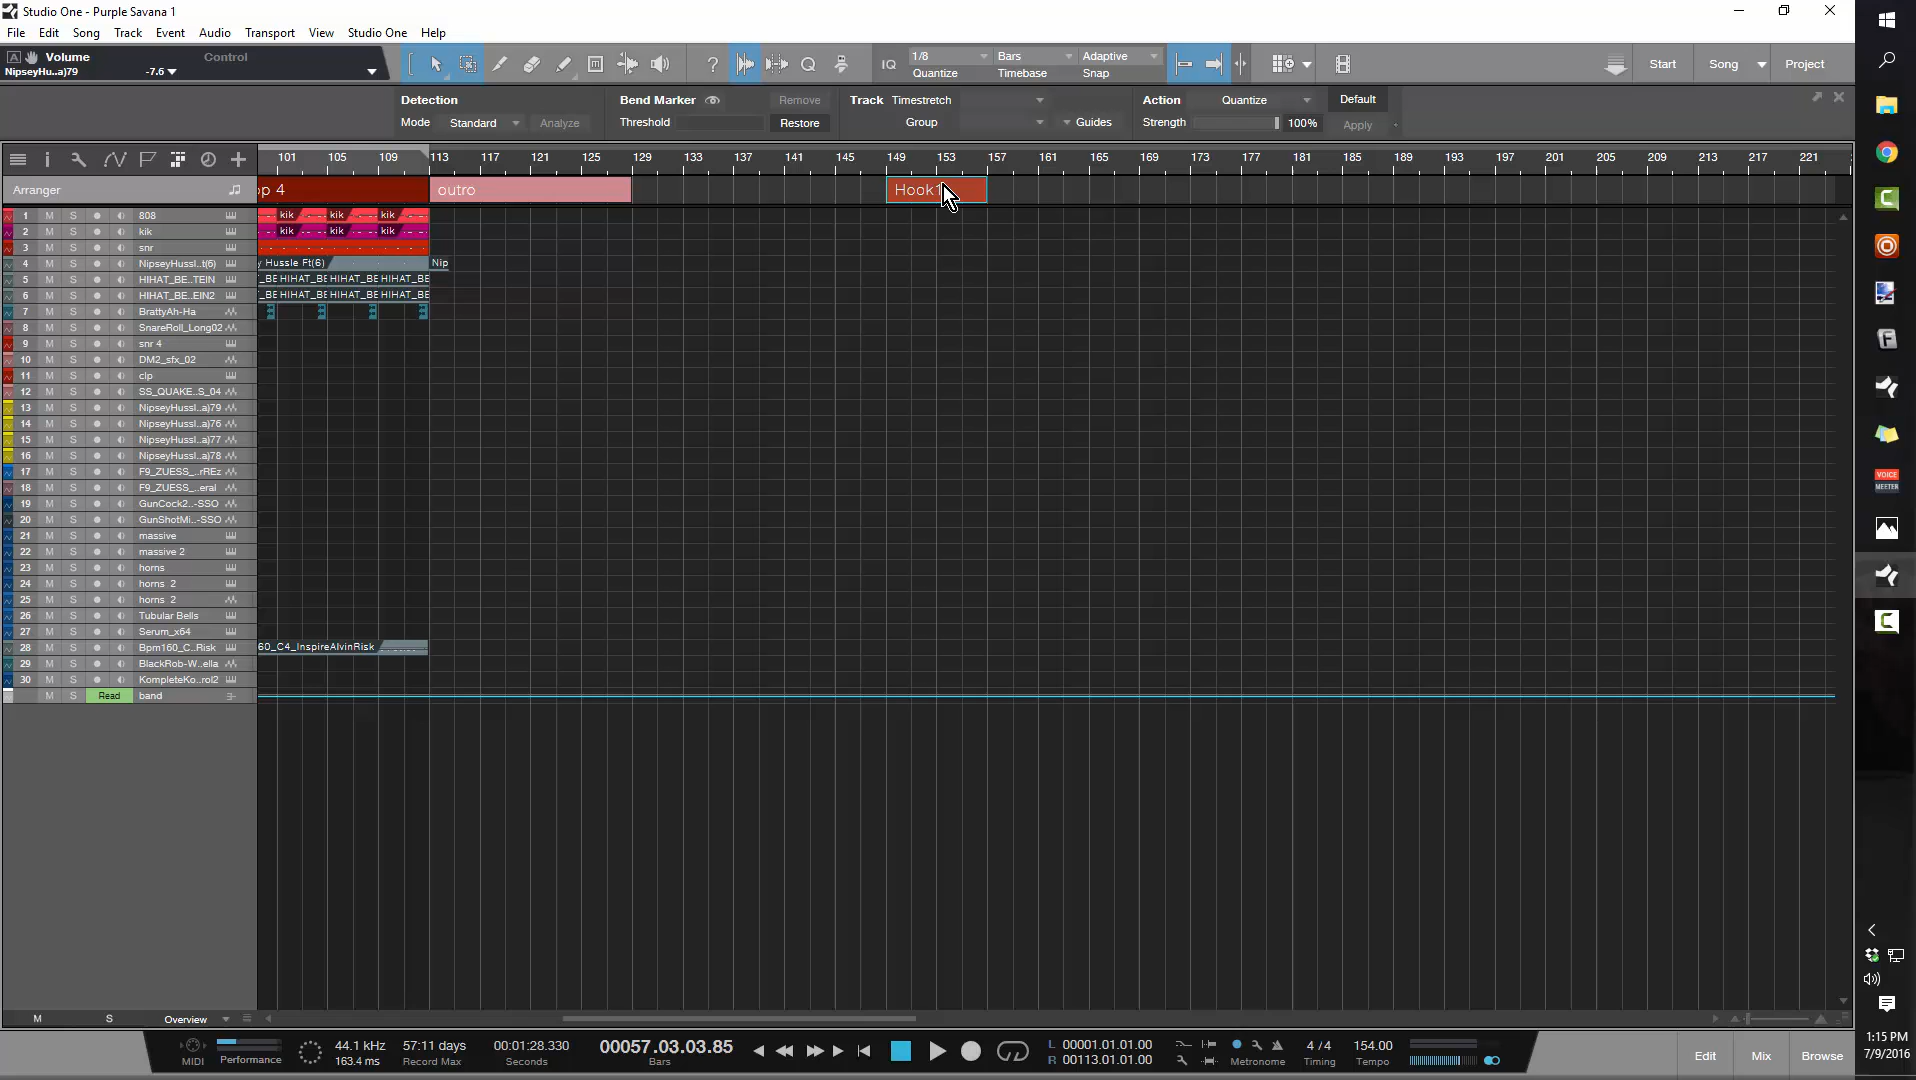 Studio One - Purple Savana 1
File Edit Song Track Event Audio Transport View Studio One Help
A Volume Control
NipseyHu..a)79 -7.6
? IQ 1/8 Bars Adaptive
Quantize Timebase Snap
Start Song Project
Detection Bend Marker Remove Track Timestretch Action Quantize Default
Mode Standard Analyze Threshold Restore Group Guides Strength 100% Apply
101 105 109 113 117 121 125 129 133 137 141 145 149 153 157 161 165 169 173 177 181 185 189 193 197 201 205 209 213 217 221
Arranger op 4 outro Hook1
1 M S 808 kik kik kik
2 M S kik kik kik kik
3 M S snr
4 M S NipseyHussl..t(6) y Hussle Ft(6) Nip
5 M S HIHAT_BE..TEIN _BE HIHAT_BE HIHAT_BE HIHAT_BE
6 M S HIHAT_BE..EIN2 _BE HIHAT_BE HIHAT_BE HIHAT_BE
7 M S BrattyAh-Ha
8 M S SnareRoll_Long02
9 M S snr 4
10 M S DM2_sfx_02
11 M S clp
12 M S SS_QUAKE..S_04
13 M S NipseyHussl..a)79
14 M S NipseyHussl..a)76
15 M S NipseyHussl..a)77
16 M S NipseyHussl..a)78
17 M S F9_ZUESS_..rREz
18 M S F9_ZUESS_..eral
19 M S GunCock2..-SSO
20 M S GunShotMi..-SSO
21 M S massive
22 M S massive 2
23 M S horns
24 M S horns 2
25 M S horns 2
26 M S Tubular Bells
27 M S Serum_x64
28 M S Bpm160_C..Risk 60_C4_InspireAlvinRisk
29 M S BlackRob-W..ella
30 M S KompleteKo..rol2
M S Read band
M S Overview
MIDI Performance
44.1 kHz 57:11 days 00:01:28.330 00057.03.03.85
163.4 ms Record Max Seconds Bars
L 00001.01.01.00
R 00113.01.01.00
Metronome
4 / 4 154.00
Timing Tempo
Edit Mix Browse
VOICE
MEETER
1:15 PM
7/9/2016